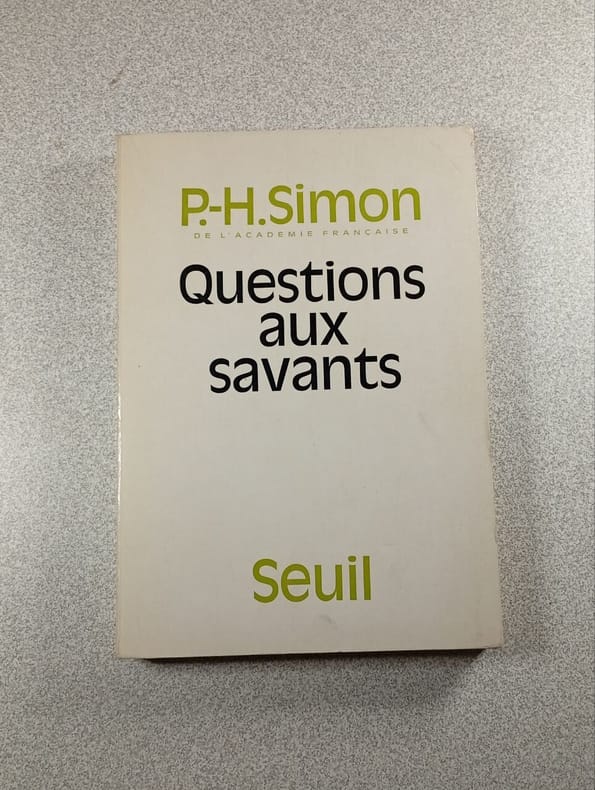 P.-H. Simon
DE L'ACADEMIE FRANÇAISE
Questions
aux
savants
Seuil